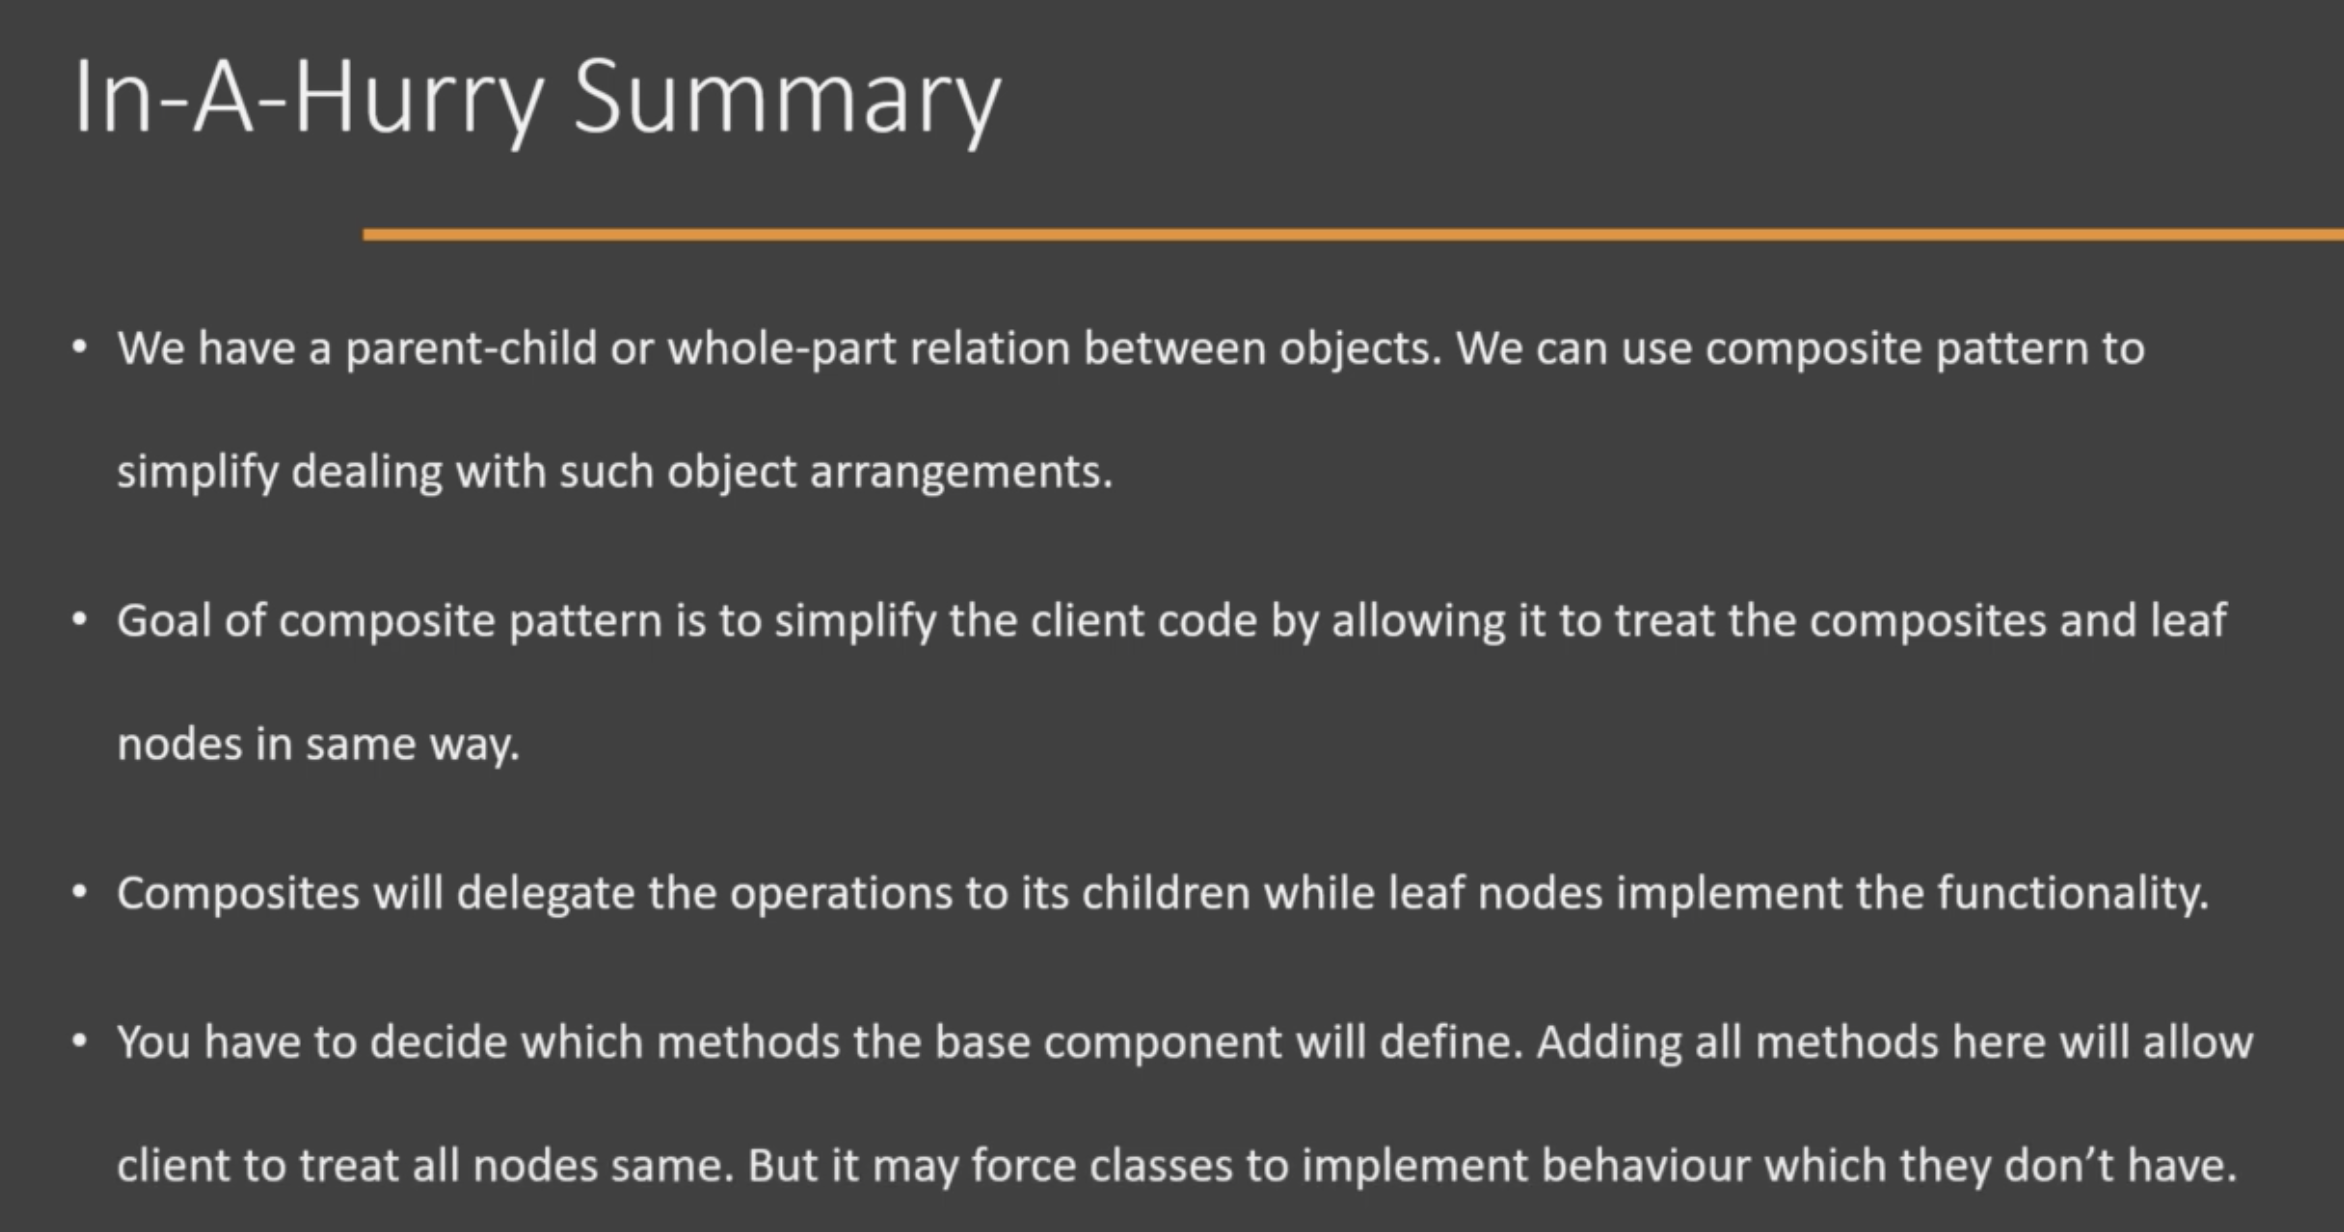 In-A-Hurry Summary
• We have a parent-child or whole-part relation between objects. We can use composite pattern to
simplify dealing with such object arrangements.
• Goal of composite pattern is to simplify the client code by allowing it to treat the composites and leaf
nodes in same way.
• Composites will delegate the operations to its children while leaf nodes implement the functionality.
• You have to decide which methods the base component will define. Adding all methods here will allow
client to treat all nodes same. But it may force classes to implement behaviour which they don’t have.